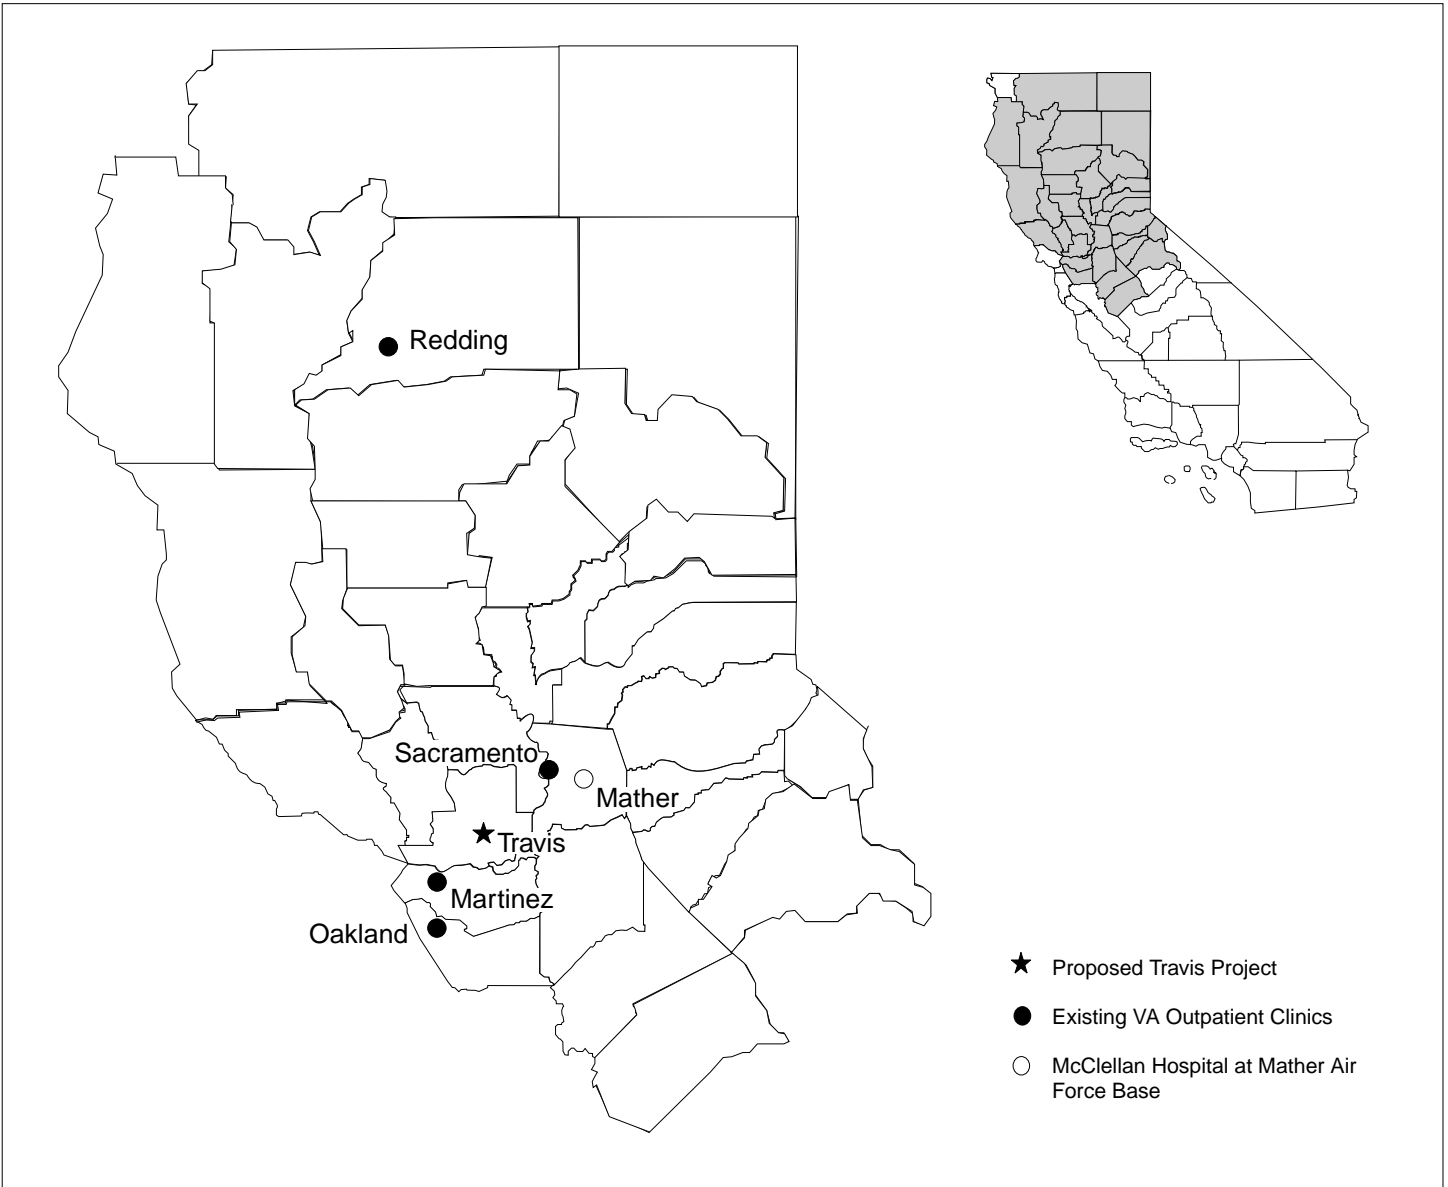 Redding
Sacramento
Mather
Travis
Martinez
Oakland
Proposed Travis Project
Existing VA Outpatient Clinics
McClellan Hospital at Mather Air
Force Base